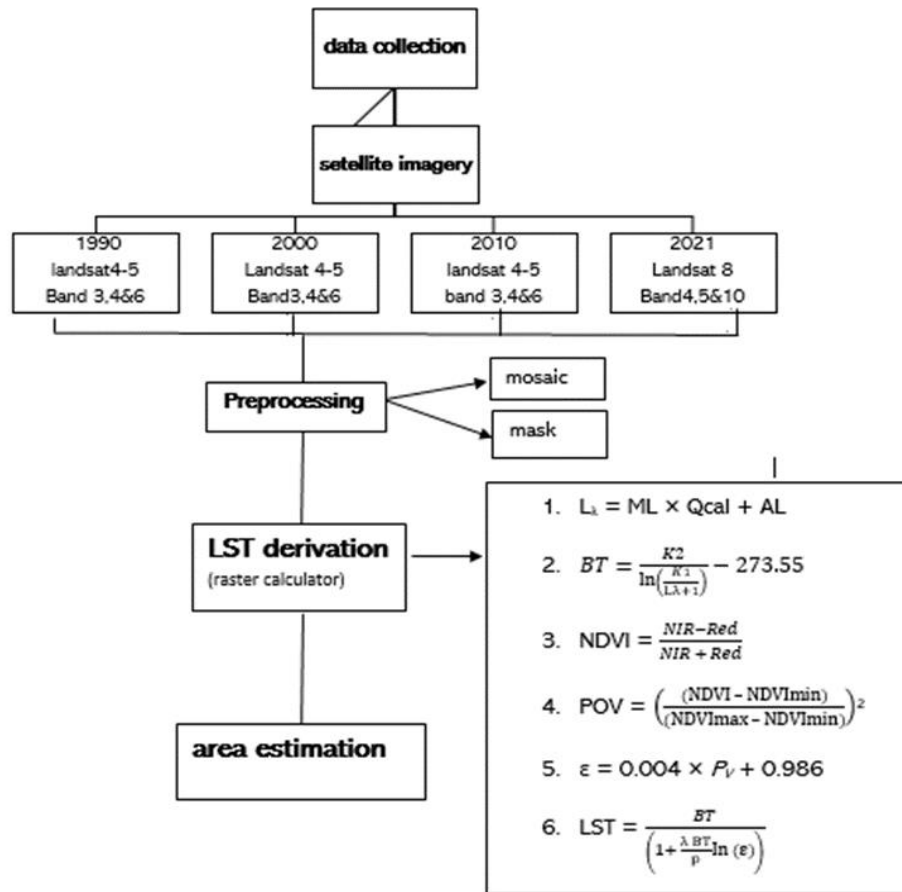 data collection
setellite imagery
1990
landsat4-5
Band 3,4&6
2000
Landsat 4-5
Band3,4&6
2010
landsat 4-5
band 3,4&6
2021
Landsat 8
Band4,5&10
Preprocessing
mosaic
mask
LST derivation
(raster calculator)
area estimation
1. Lλ = ML × Qcal + AL
2. BT = K2 / ln(K1 / Lλ+1) − 273.55
3. NDVI = NIR−Red / NIR+Red
4. POV = ((NDVI – NDVImin) / (NDVImax – NDVImin))²
5. ε = 0.004 × Pv + 0.986
6. LST = BT / (1+ λ BT / p ln (ε))